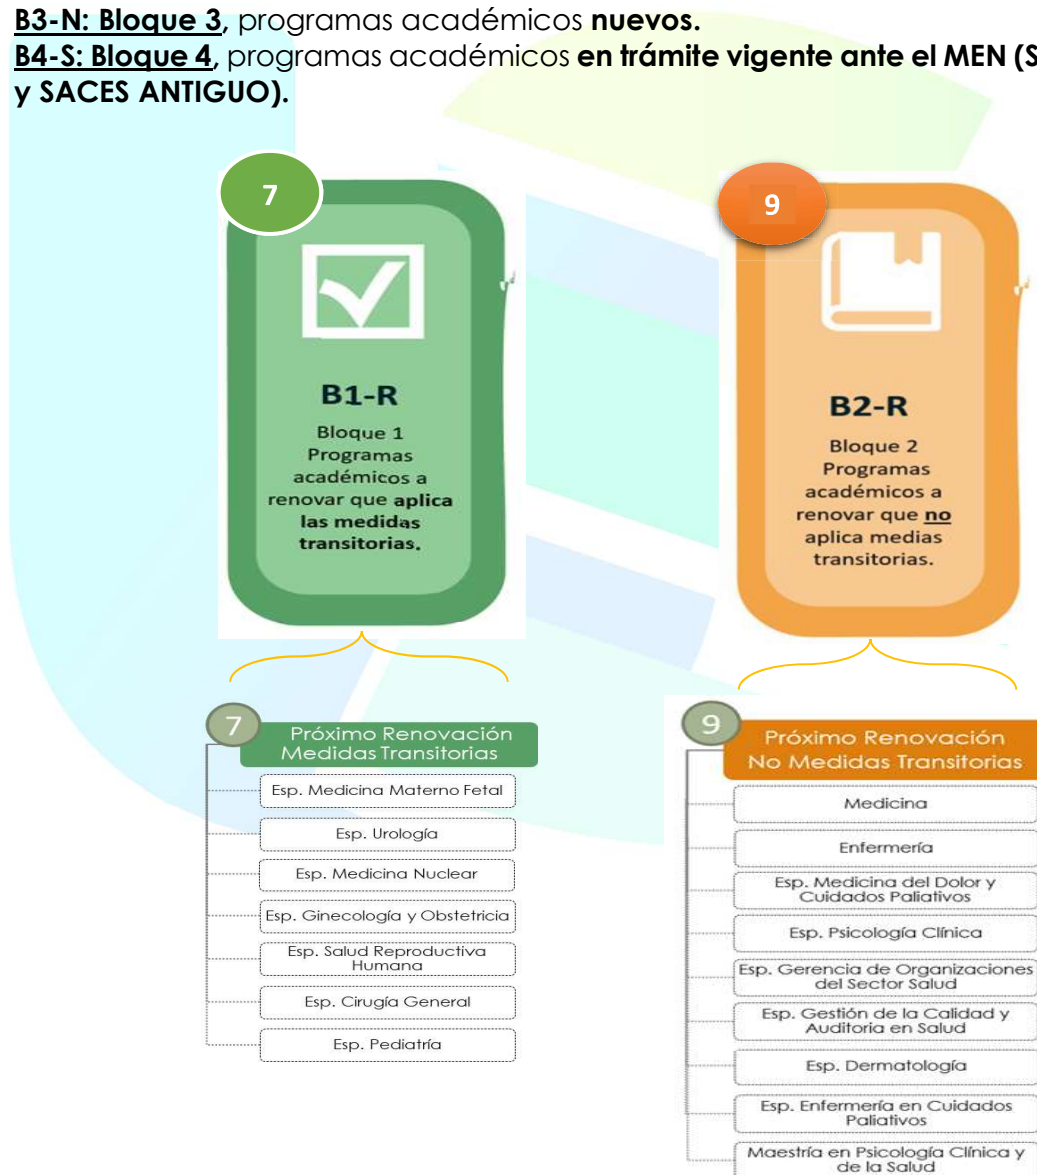 B3-N: Bloque 3, programas académicos nuevos.
B4-S: Bloque 4, programas académicos en trámite vigente ante el MEN (S
y SACES ANTIGUO).
7
B1-R
Bloque 1
Programas
académicos a
renovar que aplica
las medidas
transitorias.
9
B2-R
Bloque 2
Programas
académicos a
renovar que no
aplica medias
transitorias.
7
Próximo Renovación
Medidas Transitorias
Esp. Medicina Materno Fetal
Esp. Urología
Esp. Medicina Nuclear
Esp. Ginecología y Obstetricia
Esp. Salud Reproductiva
Humana
Esp. Cirugía General
Esp. Pediatría
9
Próximo Renovación
No Medidas Transitorias
Medicina
Enfermería
Esp. Medicina del Dolor y
Cuidados Paliativos
Esp. Psicología Clínica
Esp. Gerencia de Organizaciones
del Sector Salud
Esp. Gestión de la Calidad y
Auditoria en Salud
Esp. Dermatología
Esp. Enfermería en Cuidados
Paliativos
Maestría en Psicología Clínica y
de la Salud